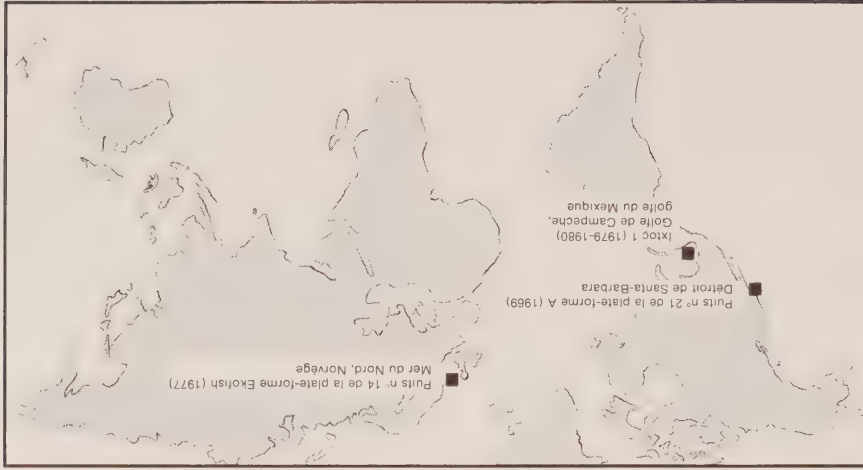 Puits n° 14 de la plate-forme Ekofish (1977)
Mer du Nord, Norvège
Puits n° 21 de la plate-forme A (1969)
Détroit de Santa-Barbara
Ixtoc 1 (1979-1980)
Golfe de Campeche,
golfe du Mexique